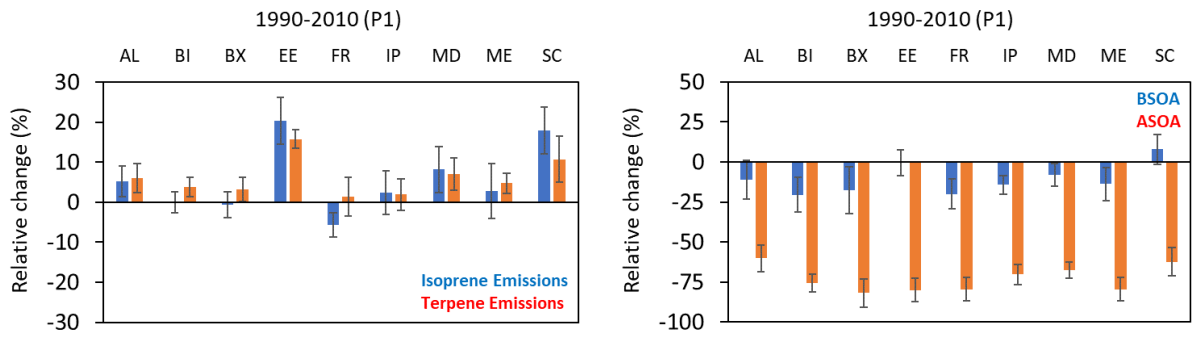 1990-2010 (P1)
AL BI BX EE FR IP MD ME SC
30
20
10
0
-10
-20
-30
Relative change (%)
Isoprene Emissions
Terpene Emissions
1990-2010 (P1)
AL BI BX EE FR IP MD ME SC
50
25
0
-25
-50
-75
-100
Relative change (%)
BSOA
ASOA